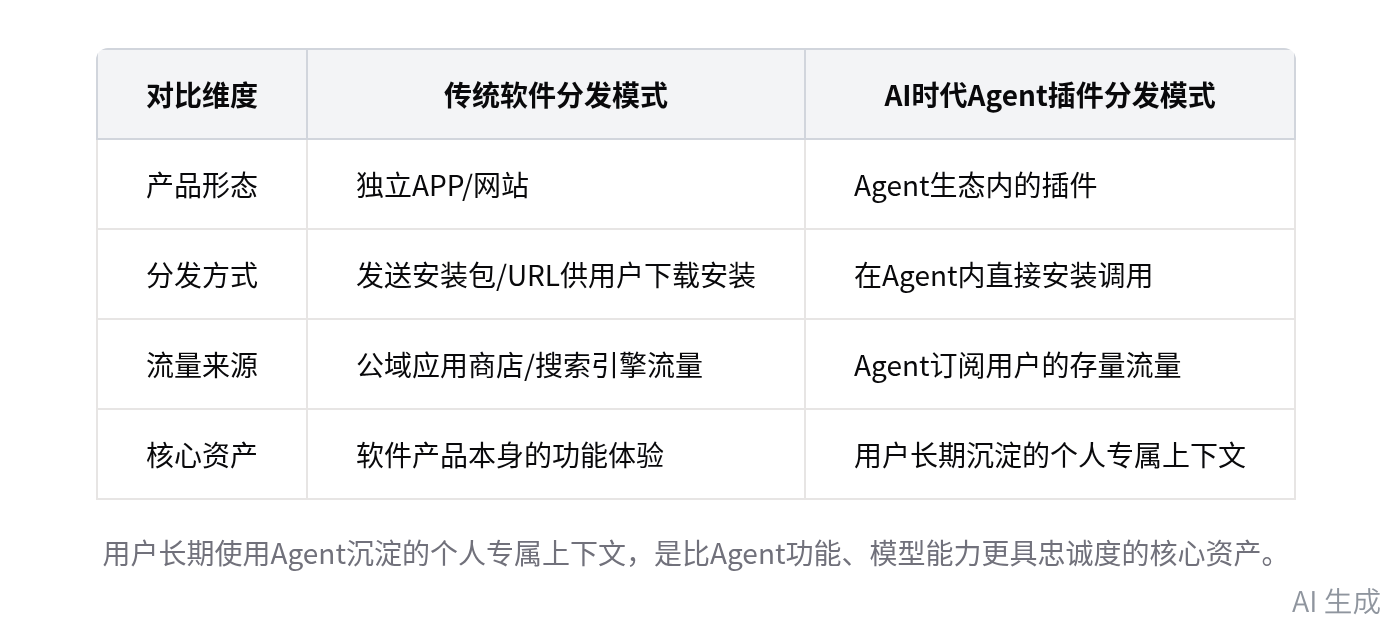 对比维度 传统软件分发模式 AI时代Agent插件分发模式
产品形态 独立APP/网站 Agent生态内的插件
分发方式 发送安装包/URL供用户下载安装 在Agent内直接安装调用
流量来源 公域应用商店/搜索引擎流量 Agent订阅用户的存量流量
核心资产 软件产品本身的功能体验 用户长期沉淀的个人专属上下文
用户长期使用Agent沉淀的个人专属上下文，是比Agent功能、模型能力更具忠诚度的核心资产。
AI 生成